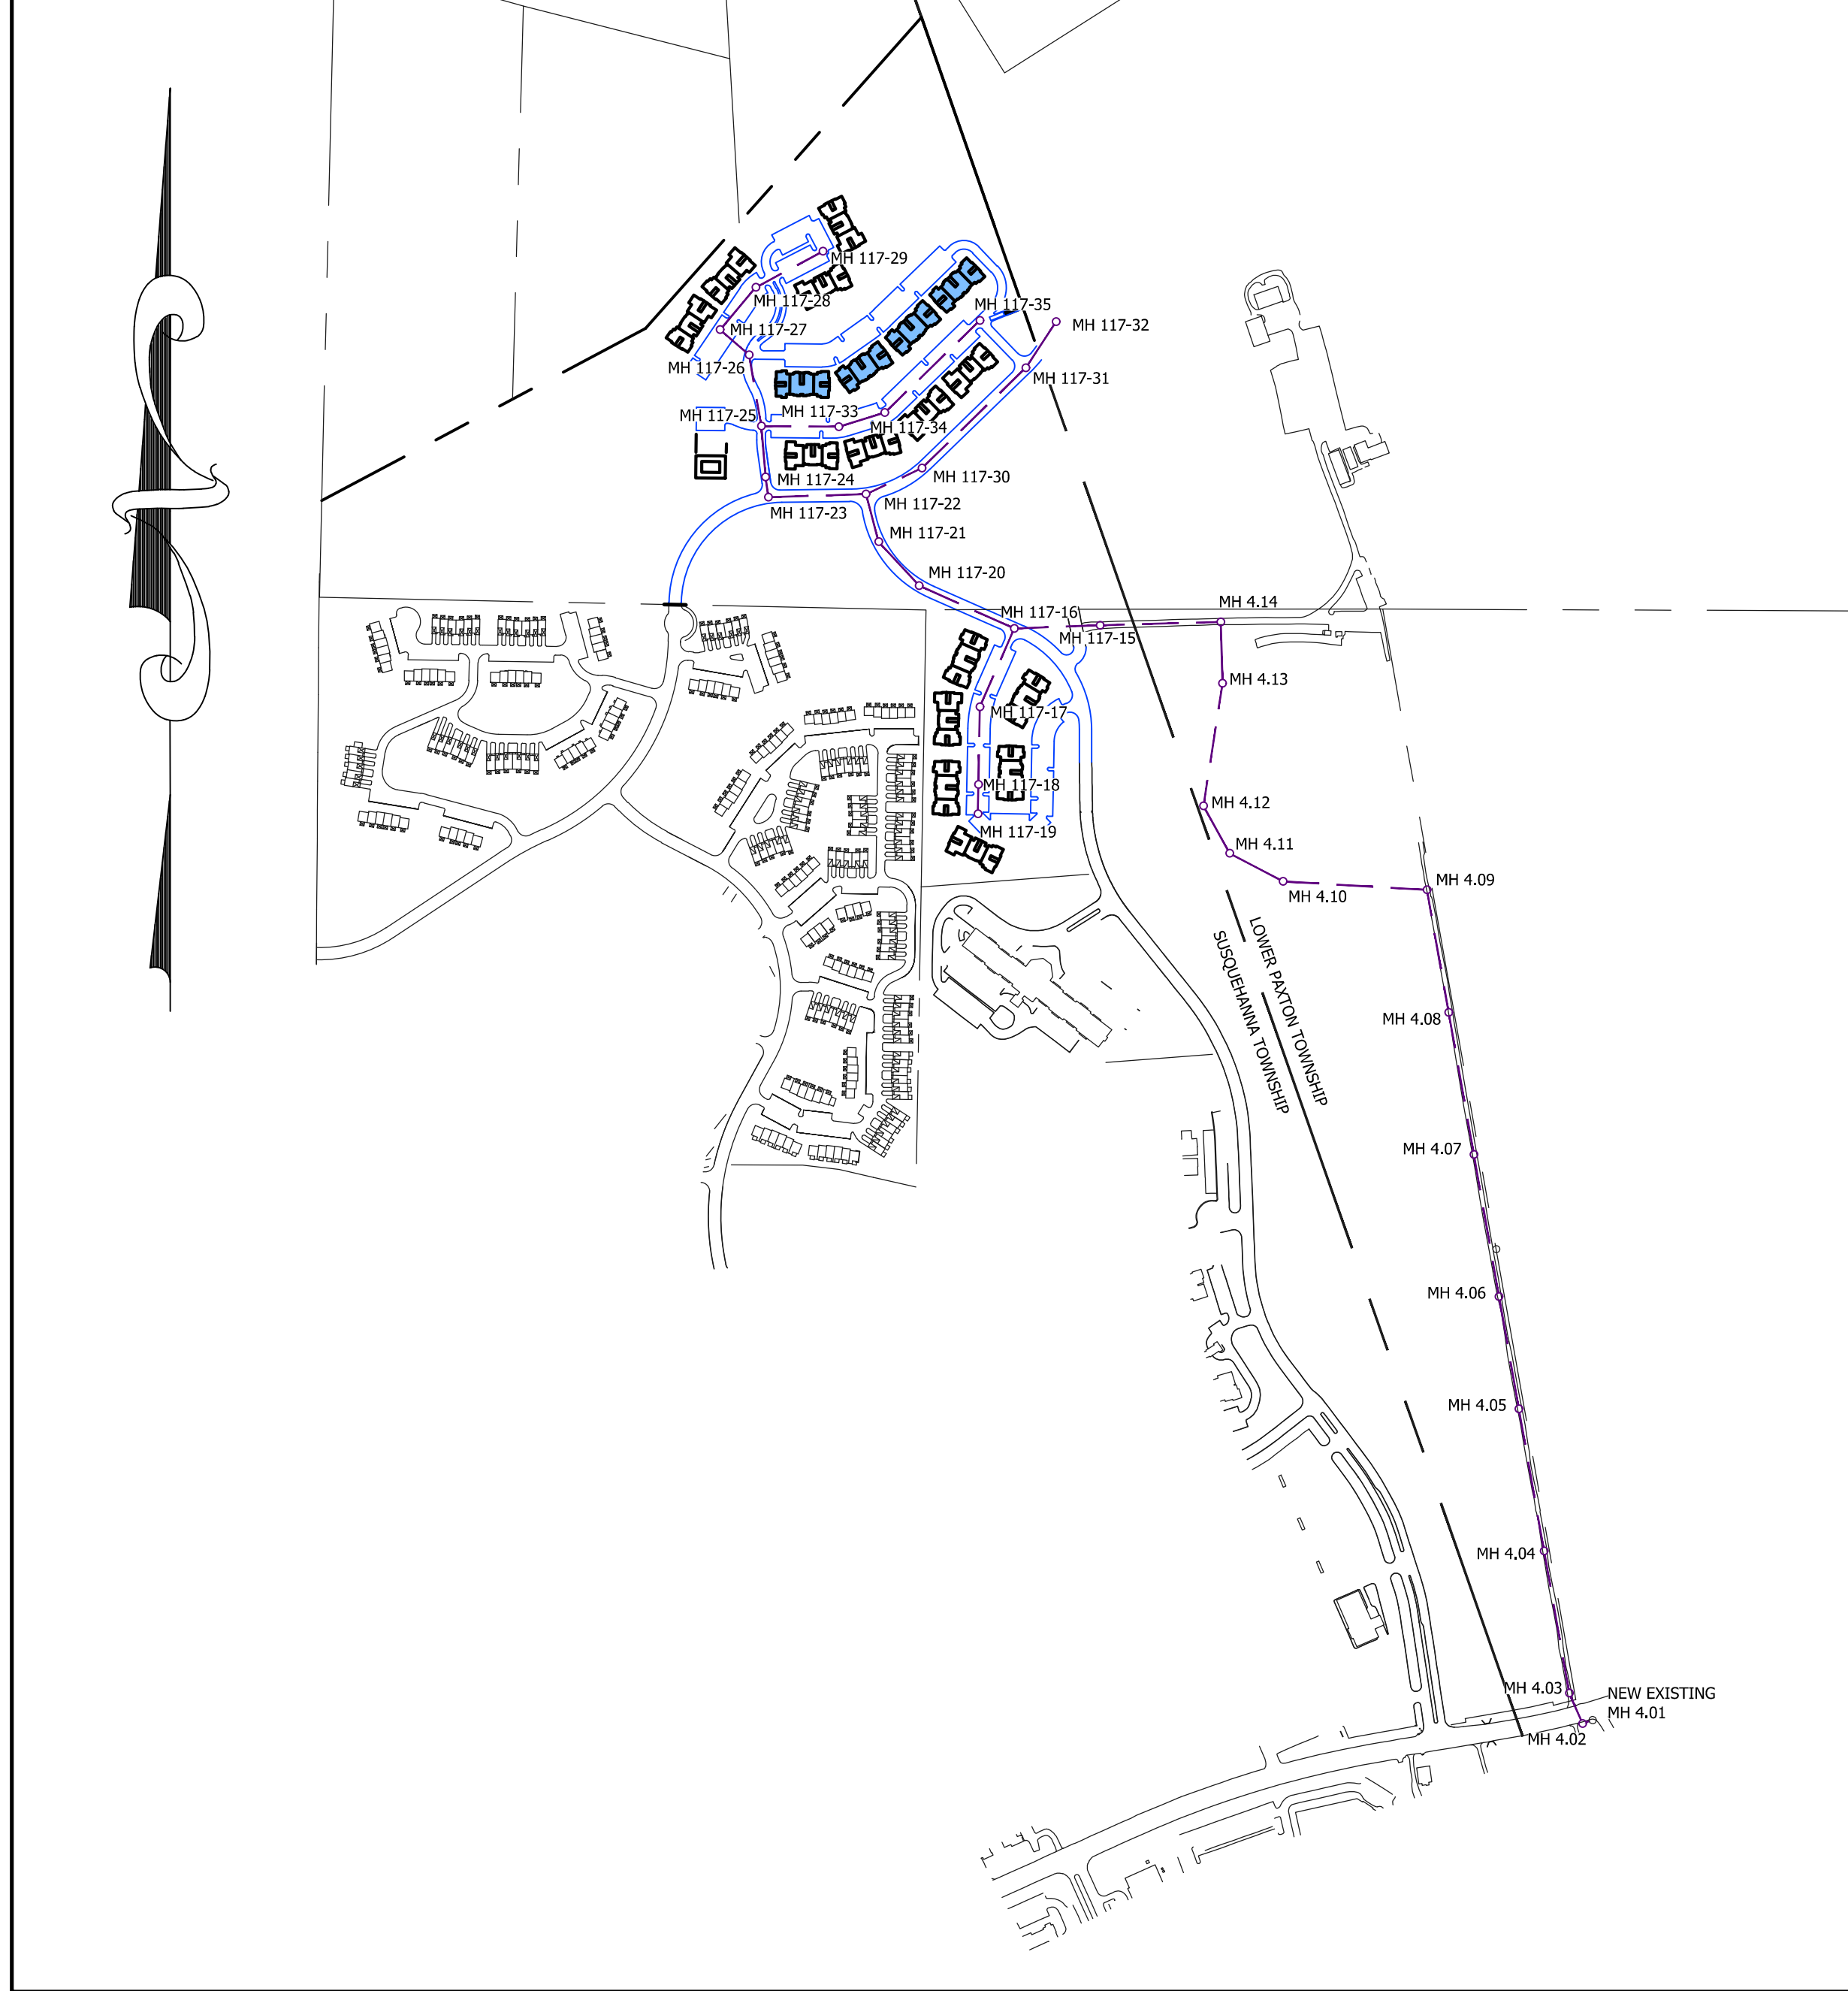 MH 117-29
MH 117-28
MH 117-35
MH 117-32
MH 117-27
MH 117-26
MH 117-31
MH 117-25
MH 117-33
MH 117-34
MH 117-30
MH 117-24
MH 117-22
MH 117-23
MH 117-21
MH 117-20
MH 4.14
MH 117-16
MH 117-15
MH 4.13
MH 117-17
MH 117-18
MH 4.12
MH 117-19
MH 4.11
MH 4.09
MH 4.10
LOWER PAXTON TOWNSHIP
SUSQUEHANNA TOWNSHIP
MH 4.08
MH 4.07
MH 4.06
MH 4.05
MH 4.04
MH 4.03
NEW EXISTING
MH 4.01
MH 4.02